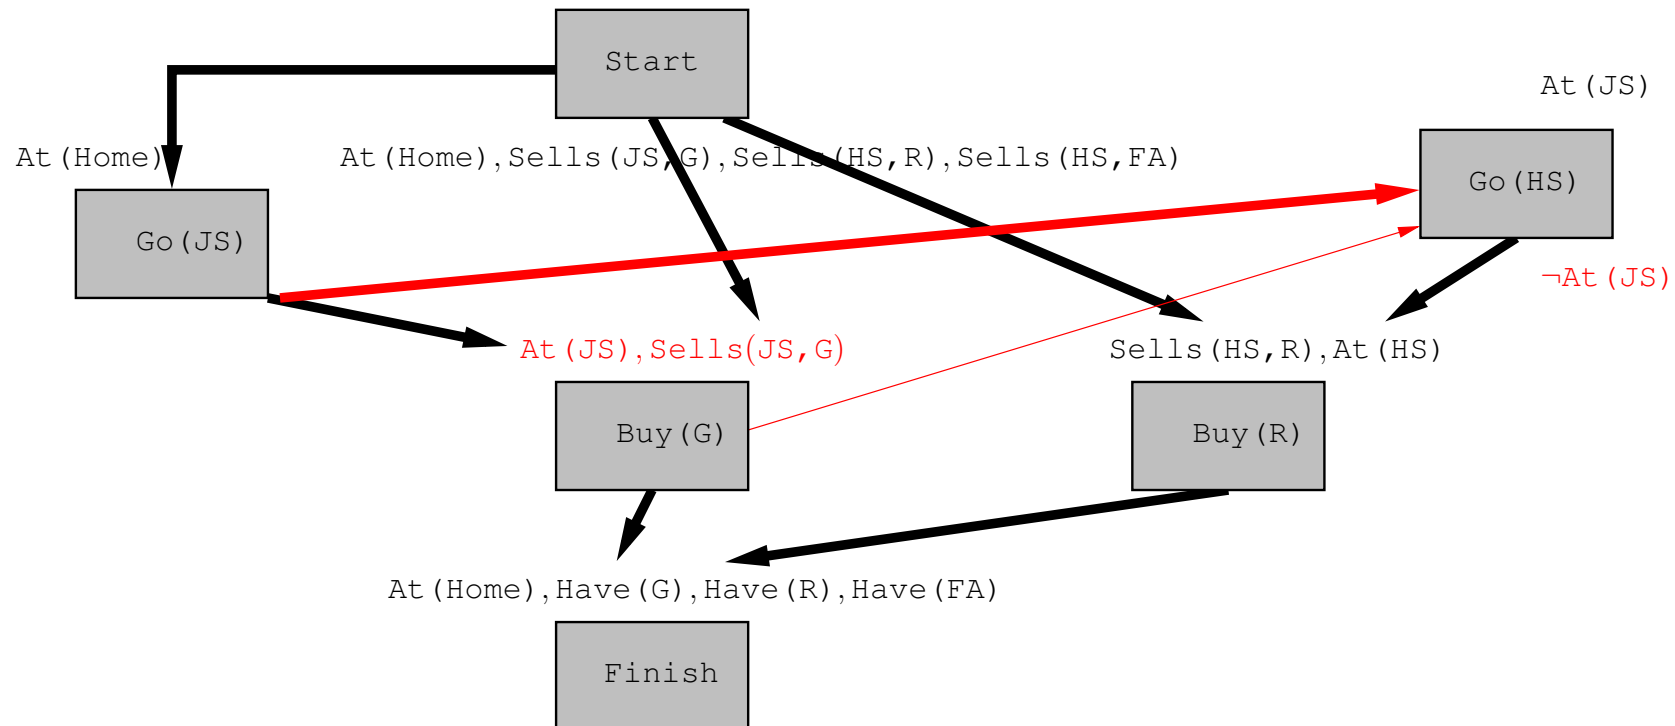 Start
At(JS)
At(Home)
At(Home),Sells(JS,G),Sells(HS,R),Sells(HS,FA)
Go(HS)
Go(JS)
¬At(JS)
At(JS),Sells(JS,G)
Sells(HS,R),At(HS)
Buy(G)
Buy(R)
At(Home),Have(G),Have(R),Have(FA)
Finish